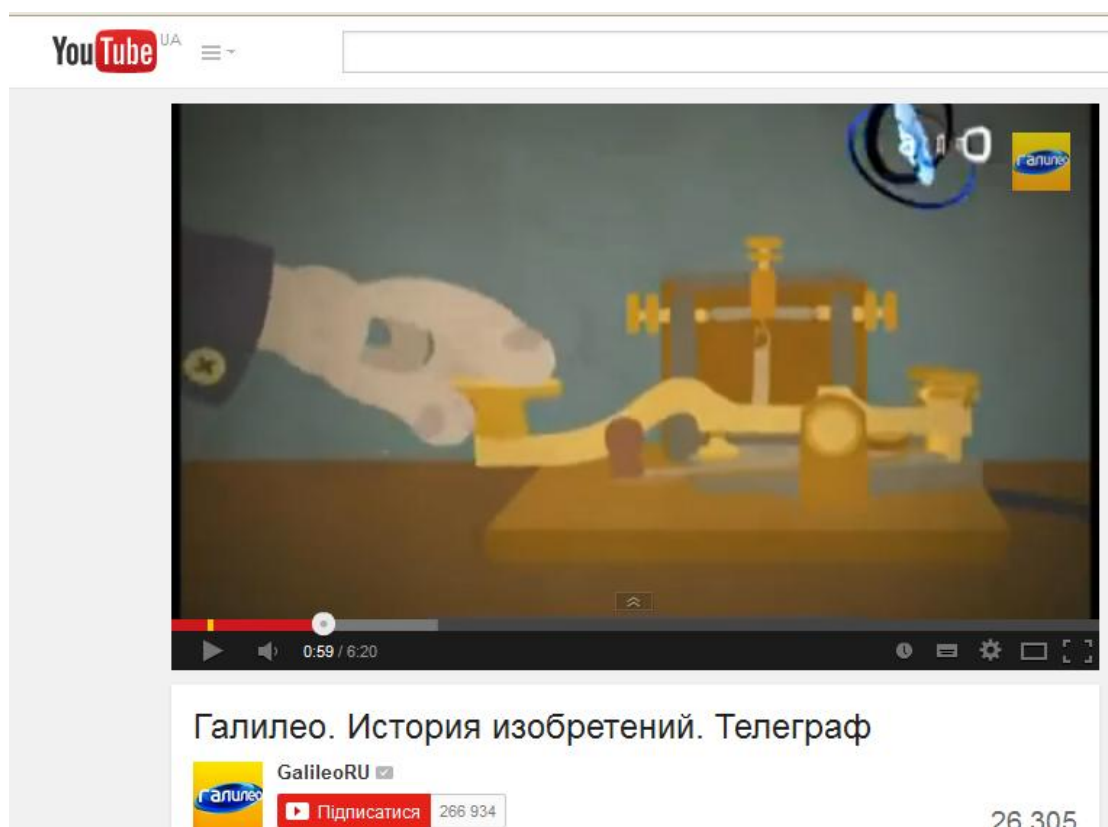 YouTube UA
ГАЛИЛЕО
0:59 / 6:20
Галилео. История изобретений. Телеграф
GalileoRU
ГАЛИЛЕО
Підписатися 266 934
26 305